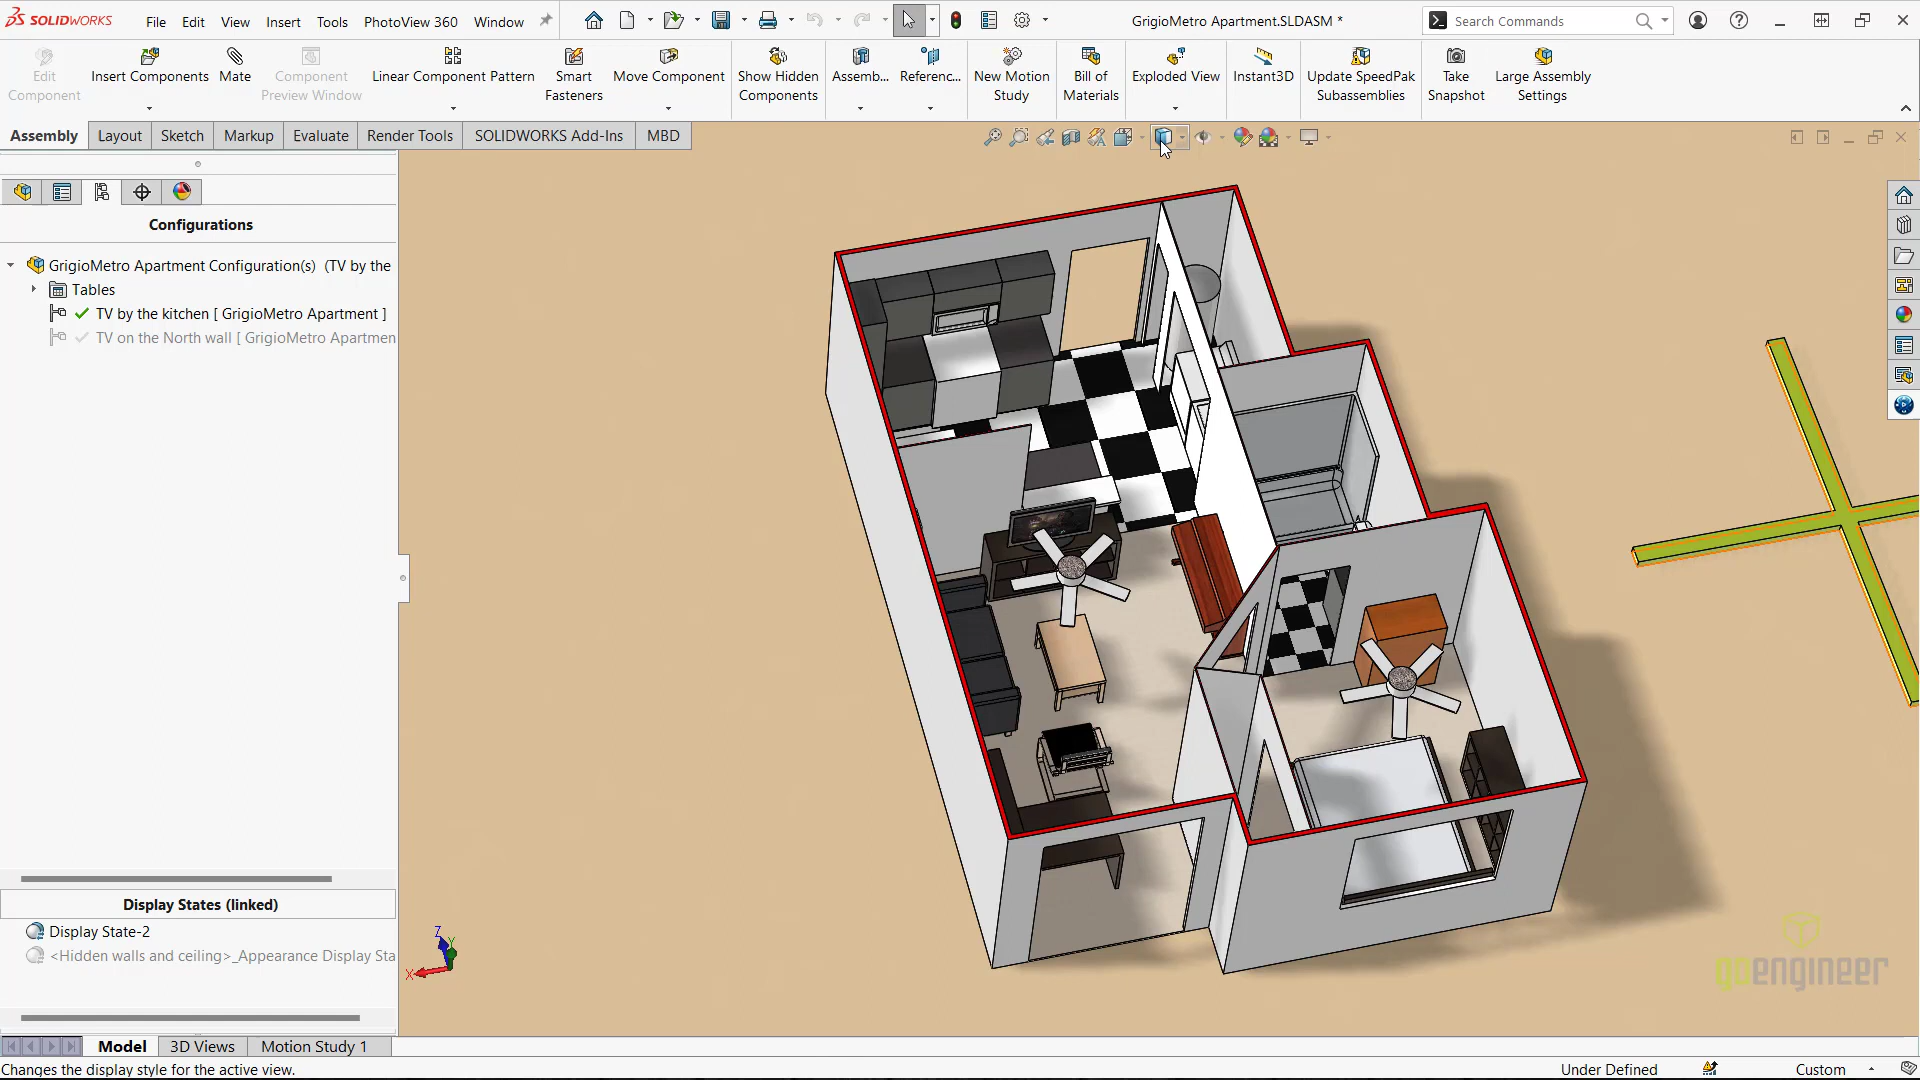 SOLIDWORKS
File
Edit
View
Insert
Tools
PhotoView 360
Window
GrigioMetro Apartment.SLDASM *
Search Commands
Edit Component
Insert Components
Mate
Component Preview Window
Linear Component Pattern
Smart Fasteners
Move Component
Show Hidden Components
Assemb...
Referenc...
New Motion Study
Bill of Materials
Exploded View
Instant3D
Update SpeedPak Subassemblies
Take Snapshot
Large Assembly Settings
Assembly
Layout
Sketch
Markup
Evaluate
Render Tools
SOLIDWORKS Add-Ins
MBD
Configurations
GrigioMetro Apartment Configuration(s) (TV by the
Tables
TV by the kitchen [ GrigioMetro Apartment ]
TV on the North wall [ GrigioMetro Apartmen
Display States (linked)
Display State-2
<Hidden walls and ceiling>_Appearance Display Sta
Z
Y
X
goengineer
Model
3D Views
Motion Study 1
Changes the display style for the active view.
Under Defined
Custom